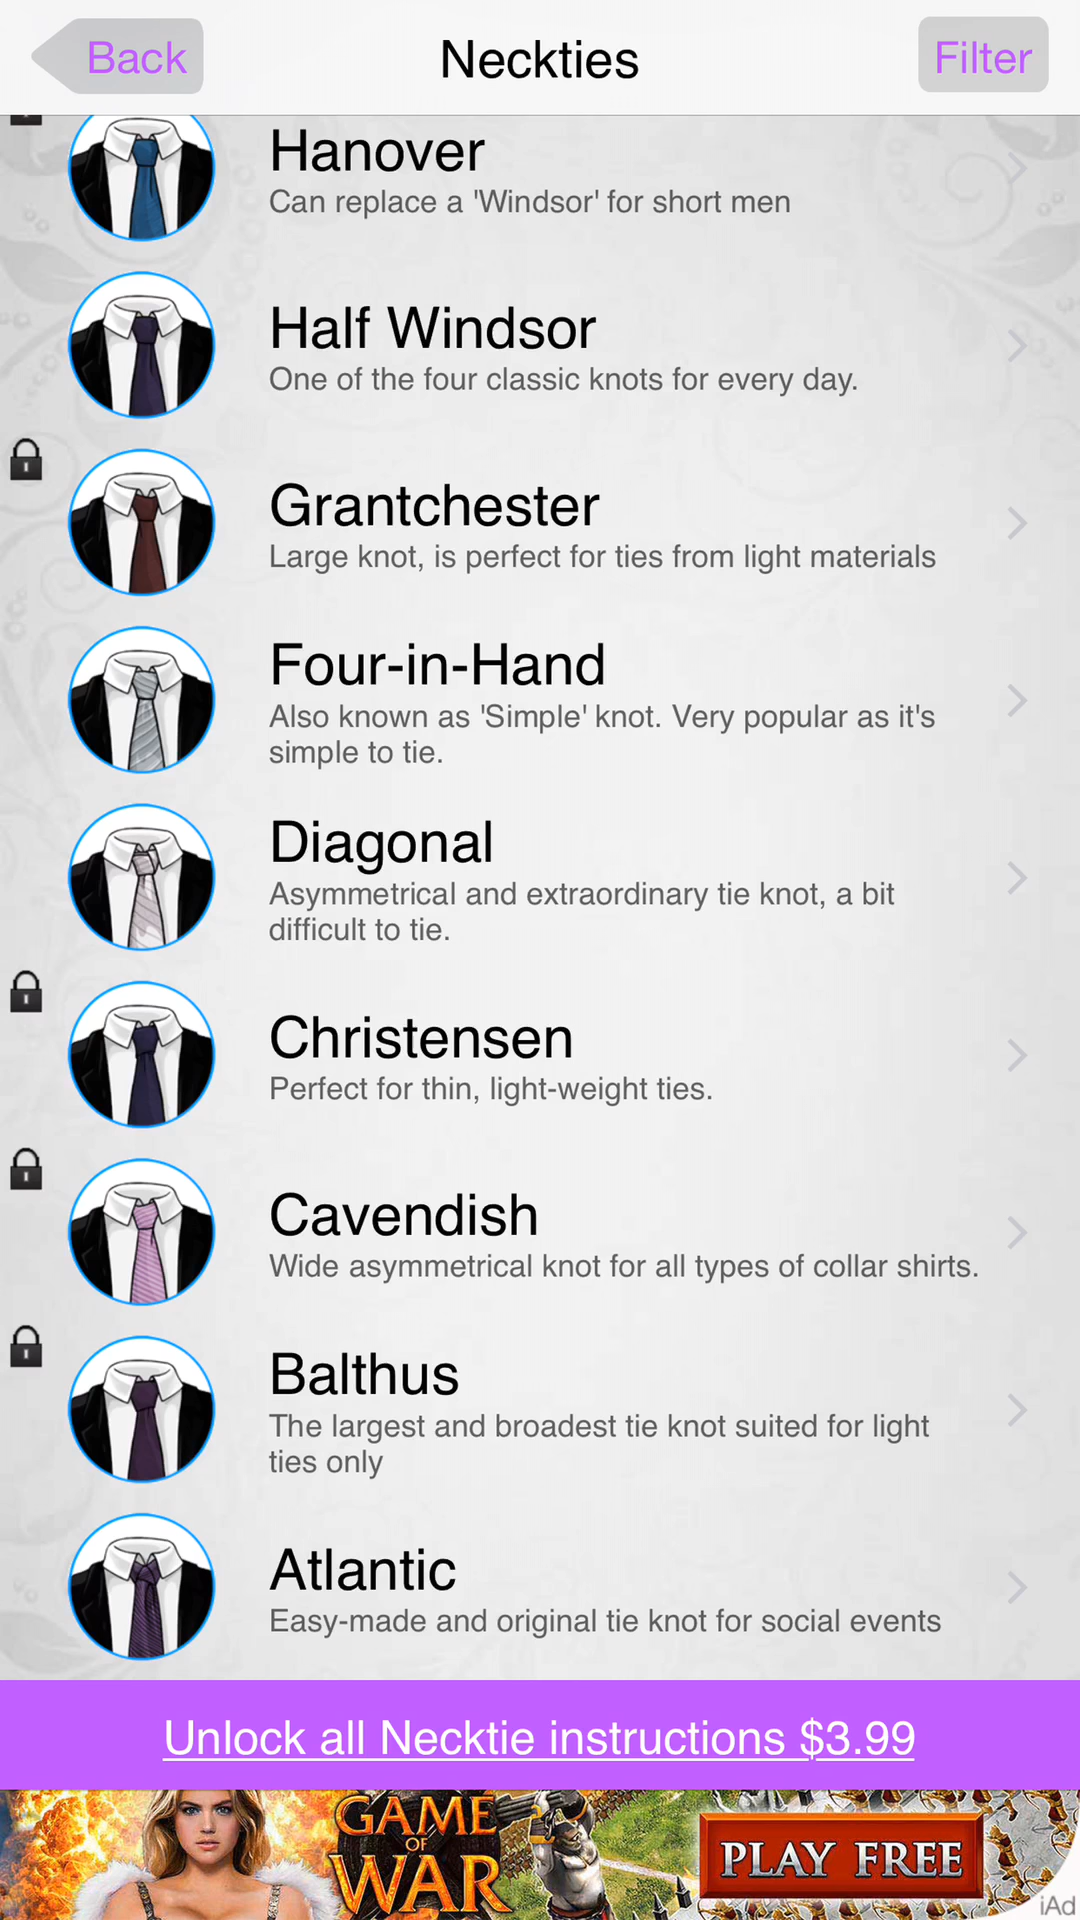 Back
Neckties
Filter
Hanover
Can replace a 'Windsor' for short men
Half Windsor
One of the four classic knots for every day.
Grantchester
Large knot, is perfect for ties from light materials
Four-in-Hand
Also known as 'Simple' knot. Very popular as it's
simple to tie.
Diagonal
Asymmetrical and extraordinary tie knot, a bit
difficult to tie.
Christensen
Perfect for thin, light-weight ties.
Cavendish
Wide asymmetrical knot for all types of collar shirts.
Balthus
The largest and broadest tie knot suited for light
ties only
Atlantic
Easy-made and original tie knot for social events
Unlock all Necktie instructions $3.99
GAME
OF
WAR
PLAY FREE
iAd